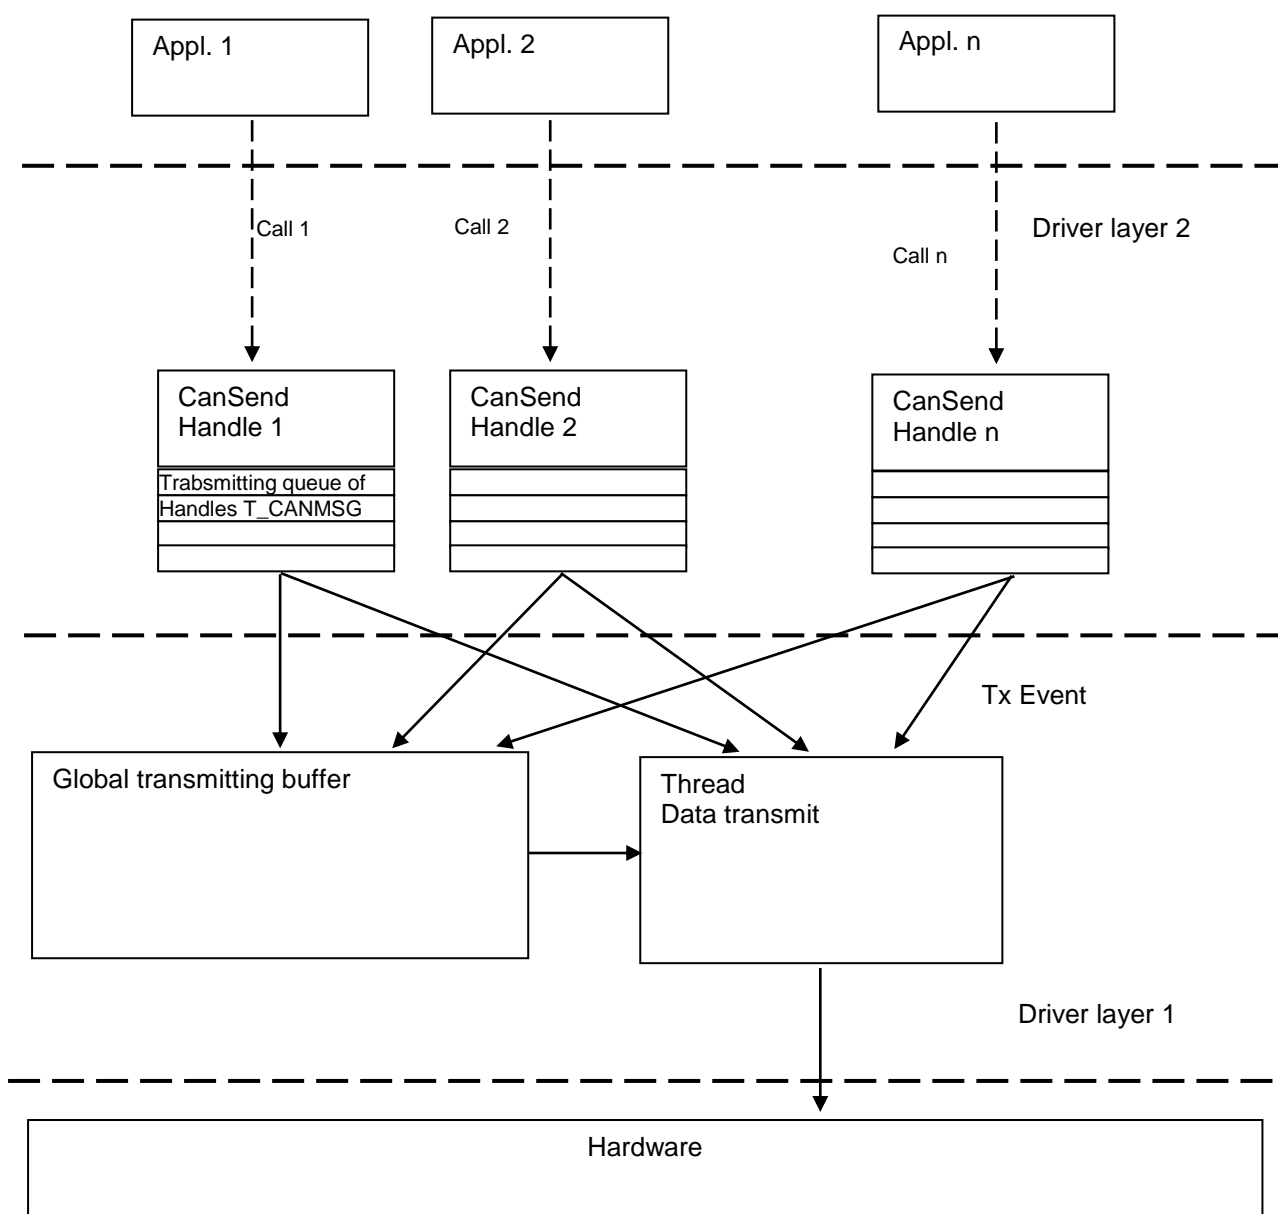 Appl. 1
Appl. 2
Appl. n
Call 1
Call 2
Call n
Driver layer 2
CanSend
Handle 1
CanSend
Handle 2
CanSend
Handle n
Trabsmitting queue of
Handles T_CANMSG
Tx Event
Global transmitting buffer
Thread
Data transmit
Driver layer 1
Hardware